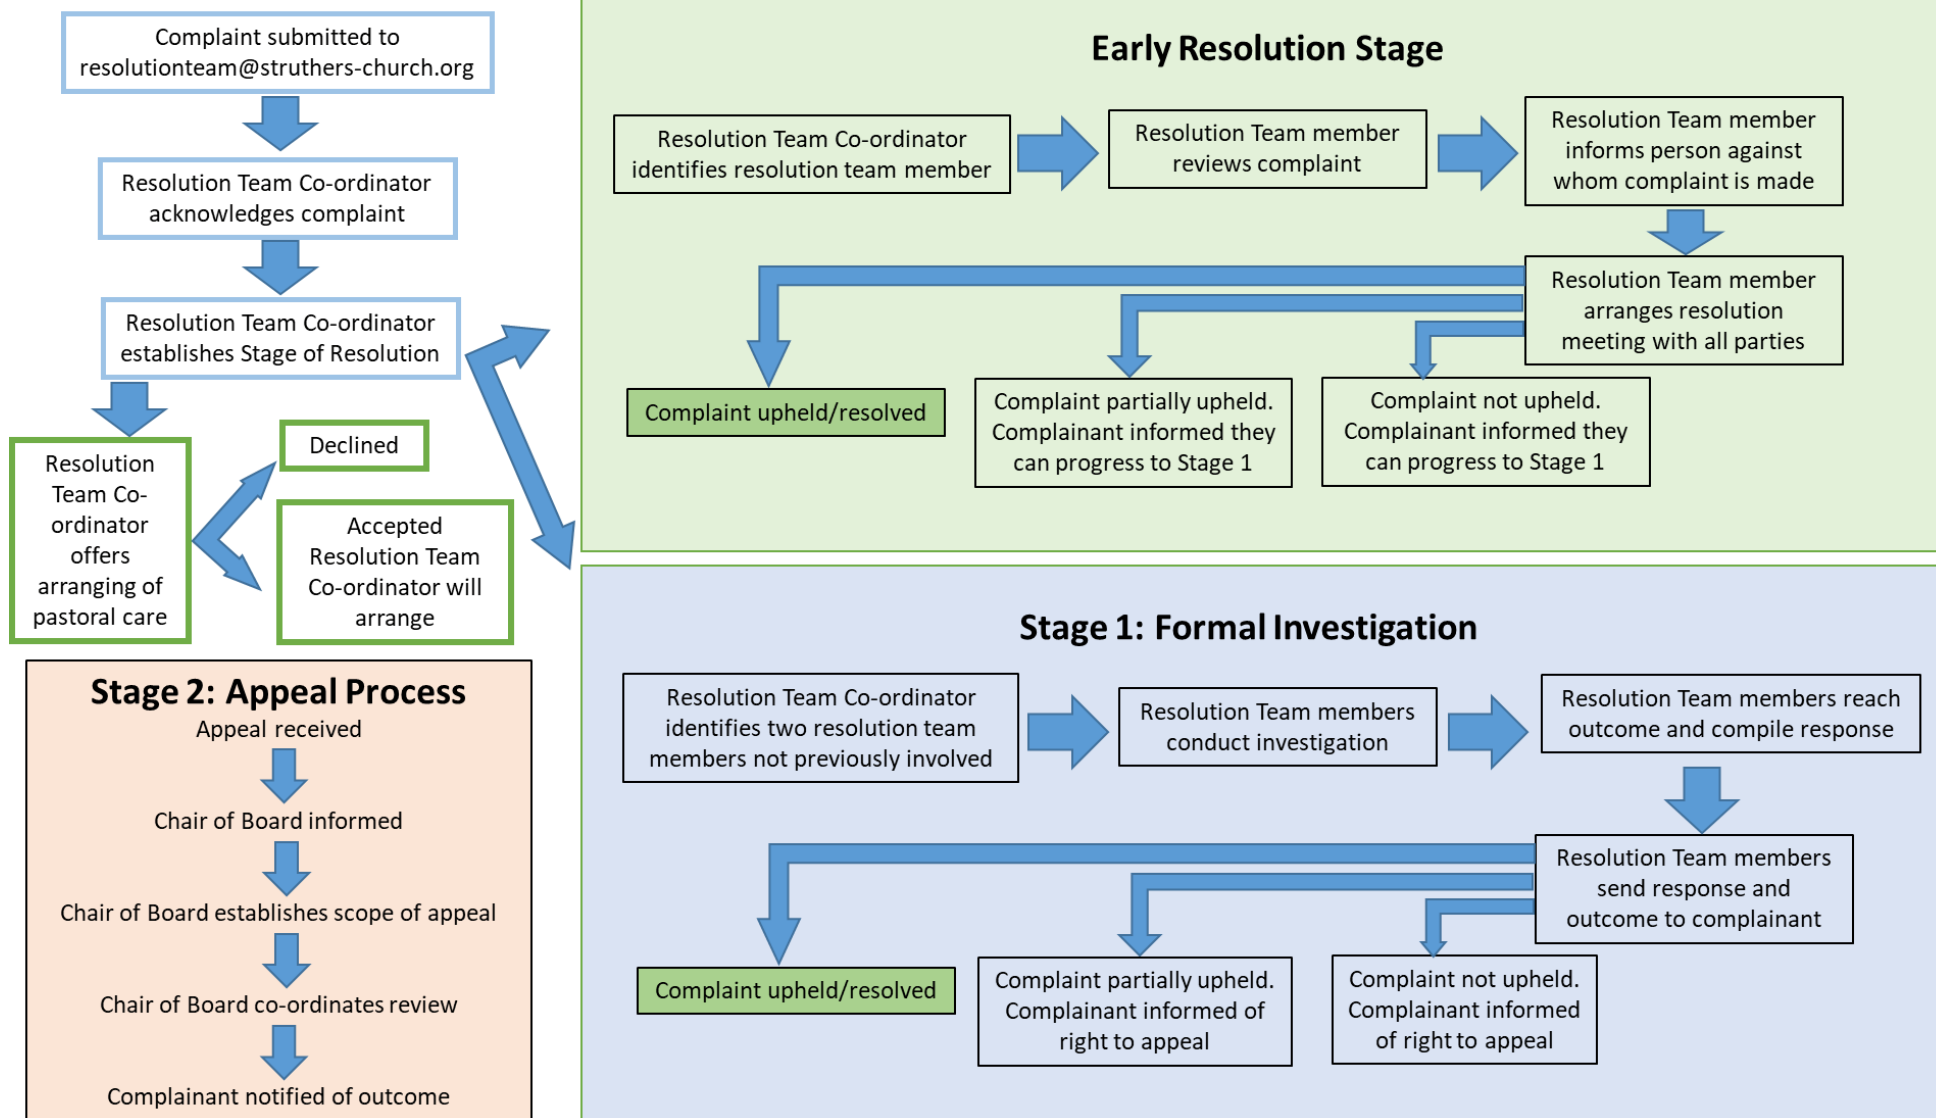 Complaint submitted to
resolutionteam@struthers-church.org
Resolution Team Co-ordinator
acknowledges complaint
Resolution Team Co-ordinator
establishes Stage of Resolution
Resolution
Team Co-
ordinator
offers
arranging of
pastoral care
Declined
Accepted
Resolution Team
Co-ordinator will
arrange
Early Resolution Stage
Resolution Team Co-ordinator
identifies resolution team member
Resolution Team member
reviews complaint
Resolution Team member
informs person against
whom complaint is made
Resolution Team member
arranges resolution
meeting with all parties
Complaint upheld/resolved
Complaint partially upheld.
Complainant informed they
can progress to Stage 1
Complaint not upheld.
Complainant informed they
can progress to Stage 1
Stage 1: Formal Investigation
Resolution Team Co-ordinator
identifies two resolution team
members not previously involved
Resolution Team members
conduct investigation
Resolution Team members reach
outcome and compile response
Resolution Team members
send response and
outcome to complainant
Complaint upheld/resolved
Complaint partially upheld.
Complainant informed of
right to appeal
Complaint not upheld.
Complainant informed
of right to appeal
Stage 2: Appeal Process
Appeal received
Chair of Board informed
Chair of Board establishes scope of appeal
Chair of Board co-ordinates review
Complainant notified of outcome